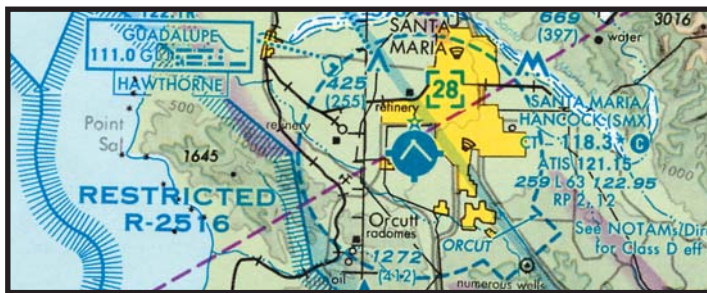 122.1R
GUADALUPE
111.0 GLJ
HAWTHORNE
SANTA
MARIA
669
(397)
3016
water
425
(255)
28
refinery
refinery
SANTA MARIA/
HANCOCK (SMX)
CT - 118.3
C
ATIS 121.15
259 L 63 122.95
RP 2, 12
See NOTAMs/Dir
for Class D eff
Point
Sal
500
1000
1645
RESTRICTED
R-2516
Orcutt
radomes
ORCUT
1272
(412)
oil
numerous wells